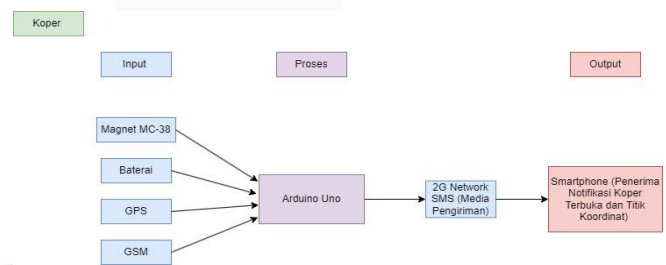 Koper
Input
Proses
Output
Magnet MC-38
Baterai
GPS
GSM
Arduino Uno
2G Network
SMS (Media
Pengiriman)
Smartphone (Penerima
Notifikasi Koper
Terbuka dan Titik
Koordinat)